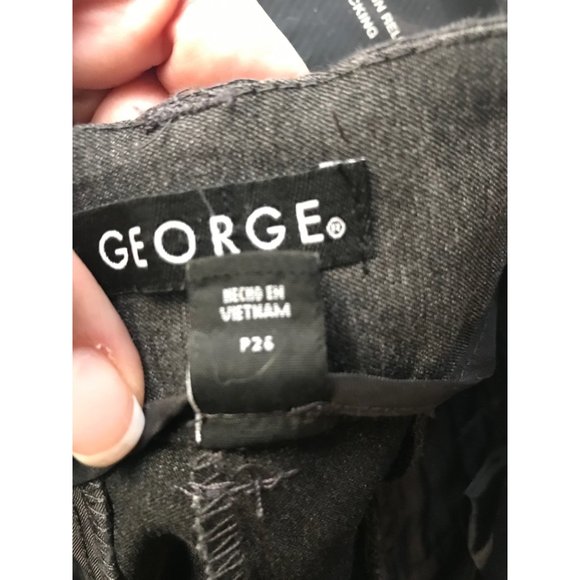 GEORGE®
HECHO EN
VIETNAM
P26